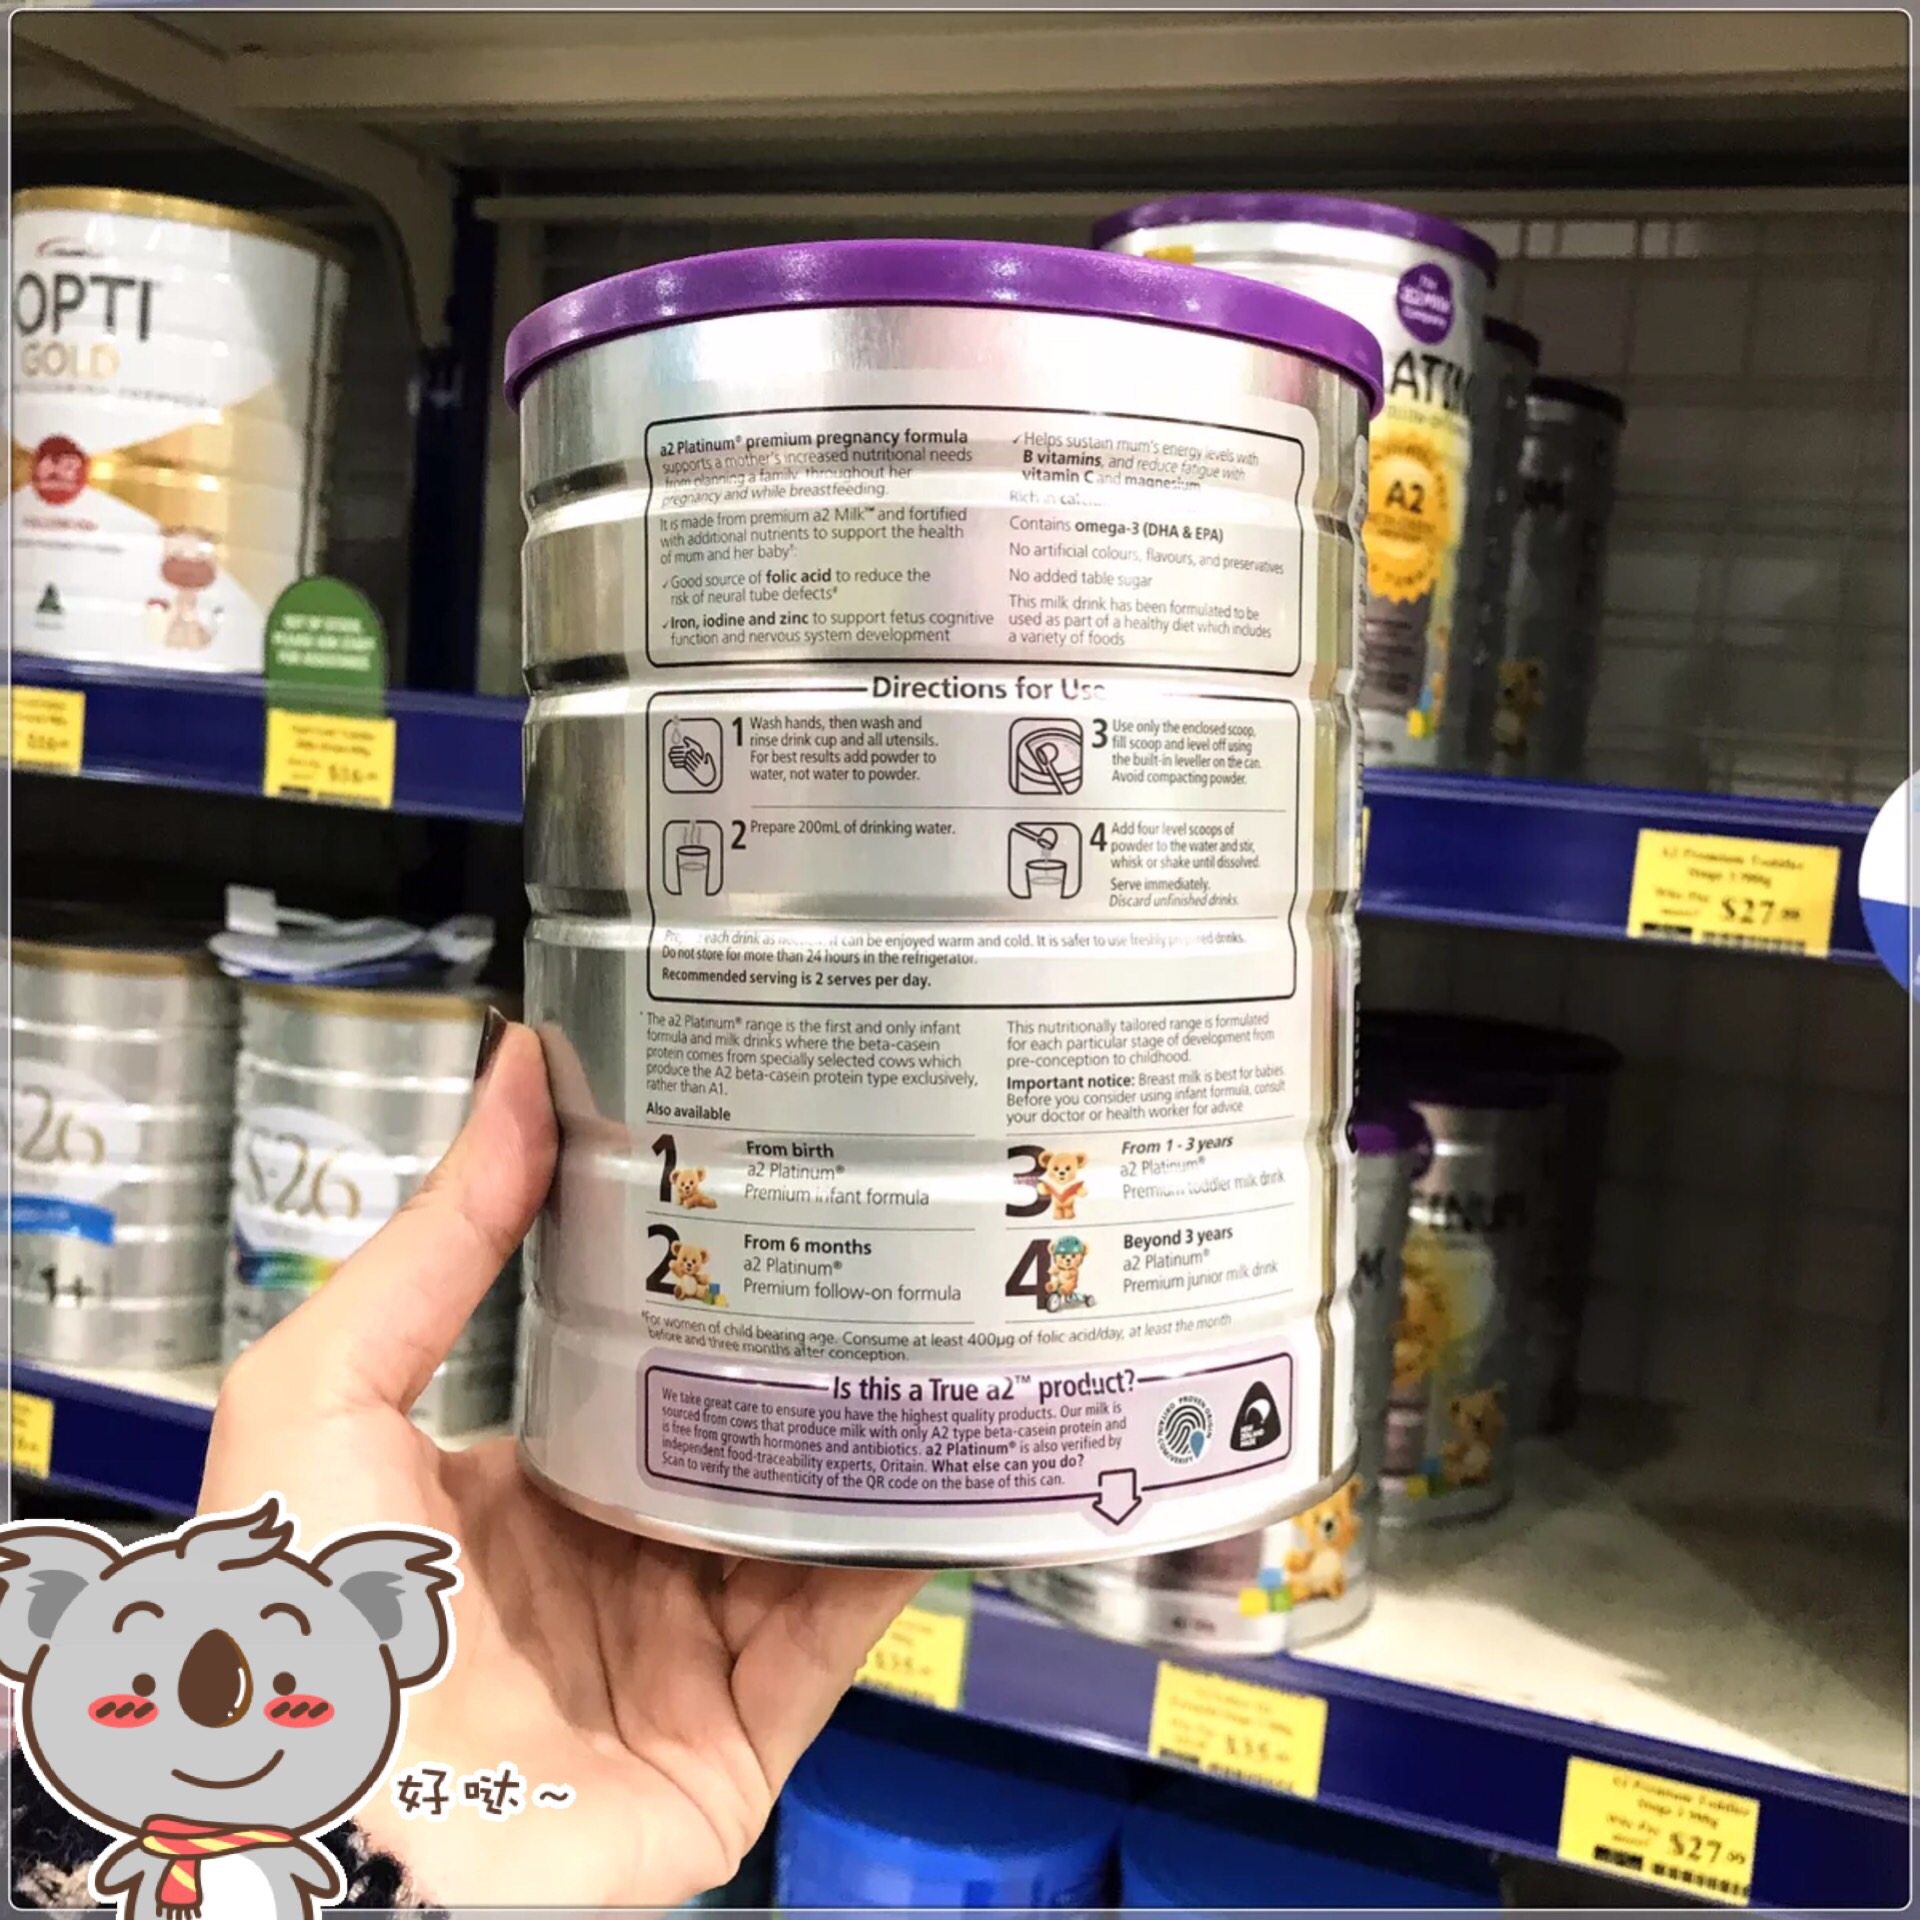 OPTI
GOLD
A2
a2 Platinum® premium pregnancy formula
supports a mother's increased nutritional needs
from planning a family, throughout her
pregnancy and while breastfeeding.
It is made from premium a2 Milk™ and fortified
with additional nutrients to support the health
of mum and her baby*:
✓Good source of folic acid to reduce the
risk of neural tube defects#
✓Iron, iodine and zinc to support fetus cognitive
function and nervous system development
✓Helps sustain mum's energy levels with
B vitamins, and reduce fatigue with
vitamin C and magnesium
Rich in
Contains omega-3 (DHA & EPA)
No artificial colours, flavours, and preservatives
No added table sugar
This milk drink has been formulated to be
used as part of a healthy diet which includes
a variety of foods
Directions for Use
1 Wash hands, then wash and
rinse drink cup and all utensils.
For best results add powder to
water, not water to powder.
2 Prepare 200mL of drinking water.
3 Use only the enclosed scoop,
fill scoop and level off using
the built-in leveller on the can.
Avoid compacting powder.
4 Add four level scoops of
powder to the water and stir,
whisk or shake until dissolved.
Serve immediately.
Discard unfinished drinks.
each drink as can be enjoyed warm and cold. It is safer to use freshly prepared drinks.
Do not store for more than 24 hours in the refrigerator.
Recommended serving is 2 serves per day.
The a2 Platinum® range is the first and only infant
formula and milk drinks where the beta-casein
protein comes from specially selected cows which
produce the A2 beta-casein protein type exclusively,
rather than A1.
This nutritionally tailored range is formulated
for each particular stage of development from
pre-conception to childhood.
Important notice: Breast milk is best for babies.
Before you consider using infant formula, consult
your doctor or health worker for advice
Also available
1 From birth
a2 Platinum®
Premium infant formula
2 From 6 months
a2 Platinum®
Premium follow-on formula
3 From 1 - 3 years
a2 Platinum®
Premium toddler milk drink
4 Beyond 3 years
a2 Platinum®
Premium junior milk drink
#For women of child bearing age. Consume at least 400µg of folic acid/day, at least the month
before and three months after conception.
Is this a True a2™ product?
We take great care to ensure you have the highest quality products. Our milk is
sourced from cows that produce milk with only A2 type beta-casein protein and
is free from growth hormones and antibiotics. a2 Platinum® is also verified by
independent food-traceability experts, Oritain. What else can you do?
Scan to verify the authenticity of the QR code on the base of this can.
A2
S-26
1+
$27
$27
好哒~